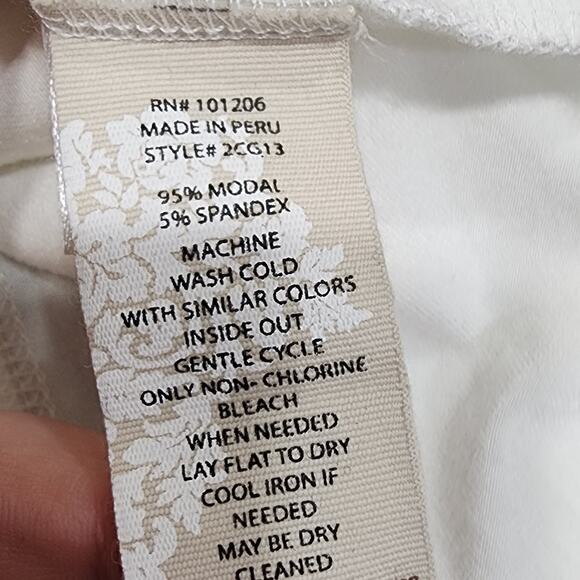 RN# 101206
MADE IN PERU
STYLE# 2CG13
95% MODAL
5% SPANDEX
MACHINE
WASH COLD
WITH SIMILAR COLORS
INSIDE OUT
GENTLE CYCLE
ONLY NON-CHLORINE
BLEACH
WHEN NEEDED
LAY FLAT TO DRY
COOL IRON IF
NEEDED
MAY BE DRY
CLEANED